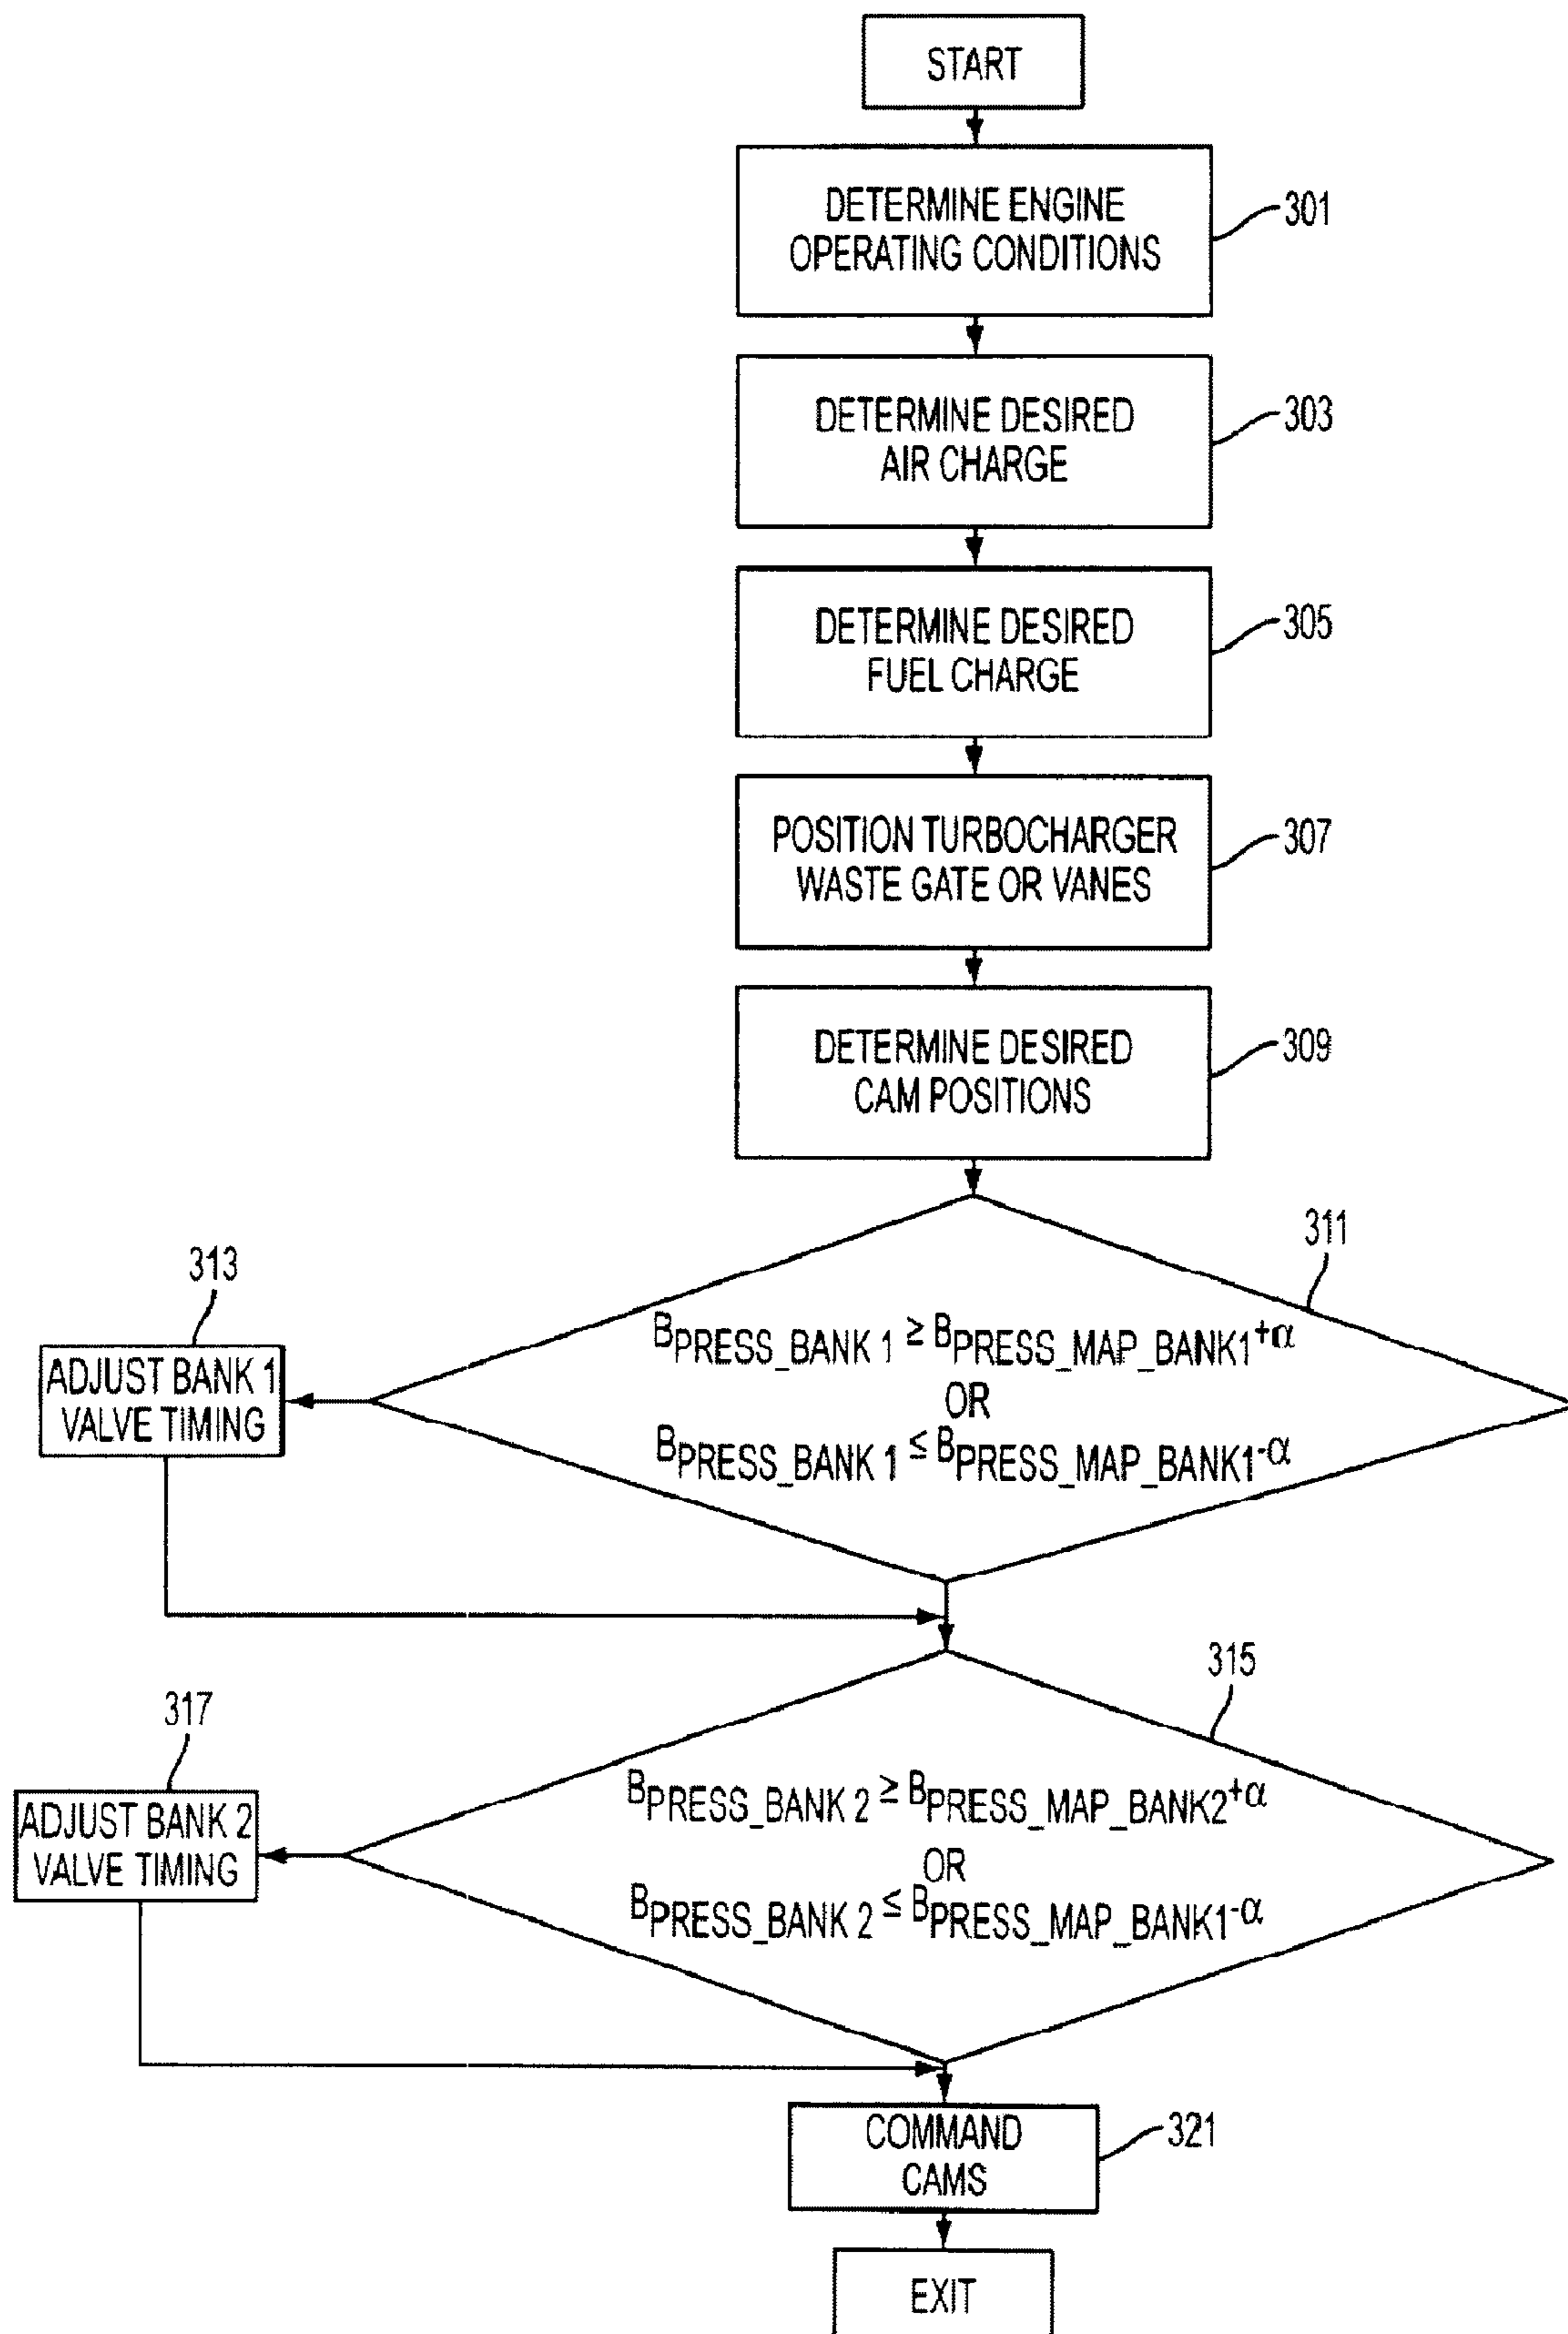 START
DETERMINE ENGINE
OPERATING CONDITIONS
301
DETERMINE DESIRED
AIR CHARGE
303
DETERMINE DESIRED
FUEL CHARGE
305
POSITION TURBOCHARGER
WASTE GATE OR VANES
307
DETERMINE DESIRED
CAM POSITIONS
309
311
BPRESS_BANK 1 ≥ BPRESS_MAP_BANK1+α
OR
BPRESS_BANK 1 ≤ BPRESS_MAP_BANK1-α
313
ADJUST BANK 1
VALVE TIMING
315
BPRESS_BANK 2 ≥ BPRESS_MAP_BANK2+α
OR
BPRESS_BANK 2 ≤ BPRESS_MAP_BANK1-α
317
ADJUST BANK 2
VALVE TIMING
COMMAND
CAMS
321
EXIT